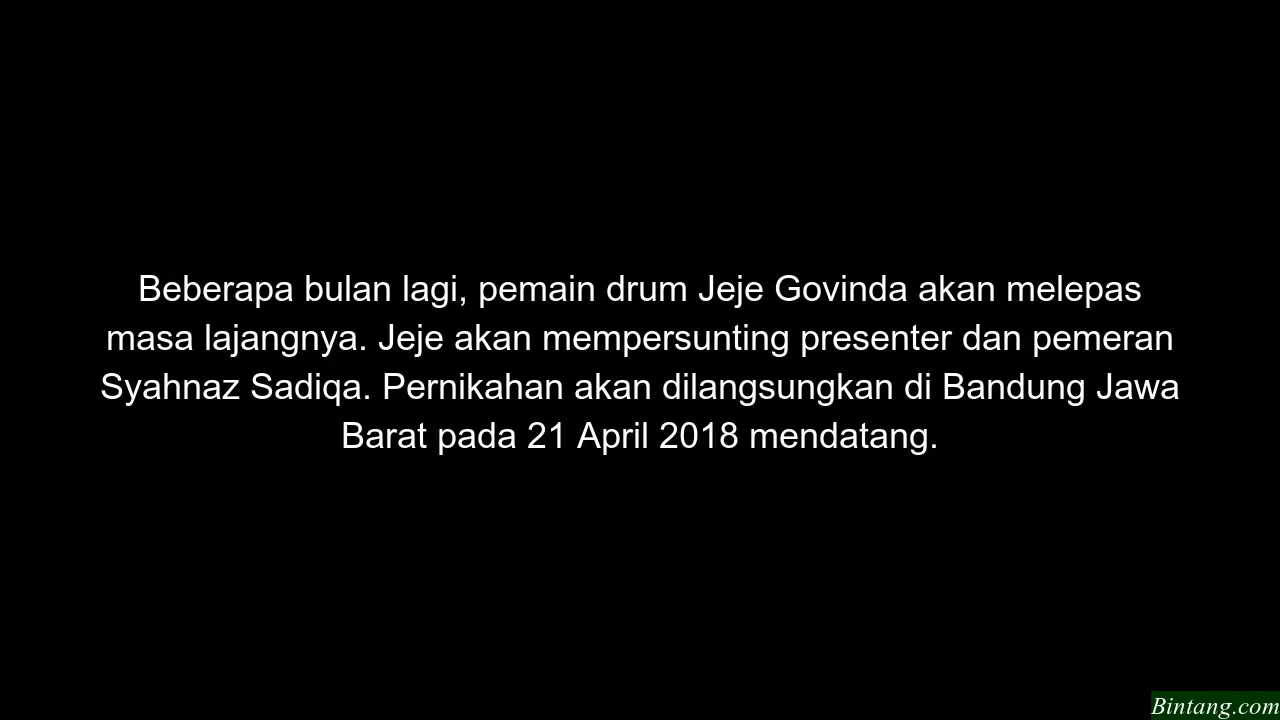 Beberapa bulan lagi, pemain drum Jeje Govinda akan melepas
masa lajangnya. Jeje akan mempersunting presenter dan pemeran
Syahnaz Sadiqa. Pernikahan akan dilangsungkan di Bandung Jawa
Barat pada 21 April 2018 mendatang.
Bintang.com